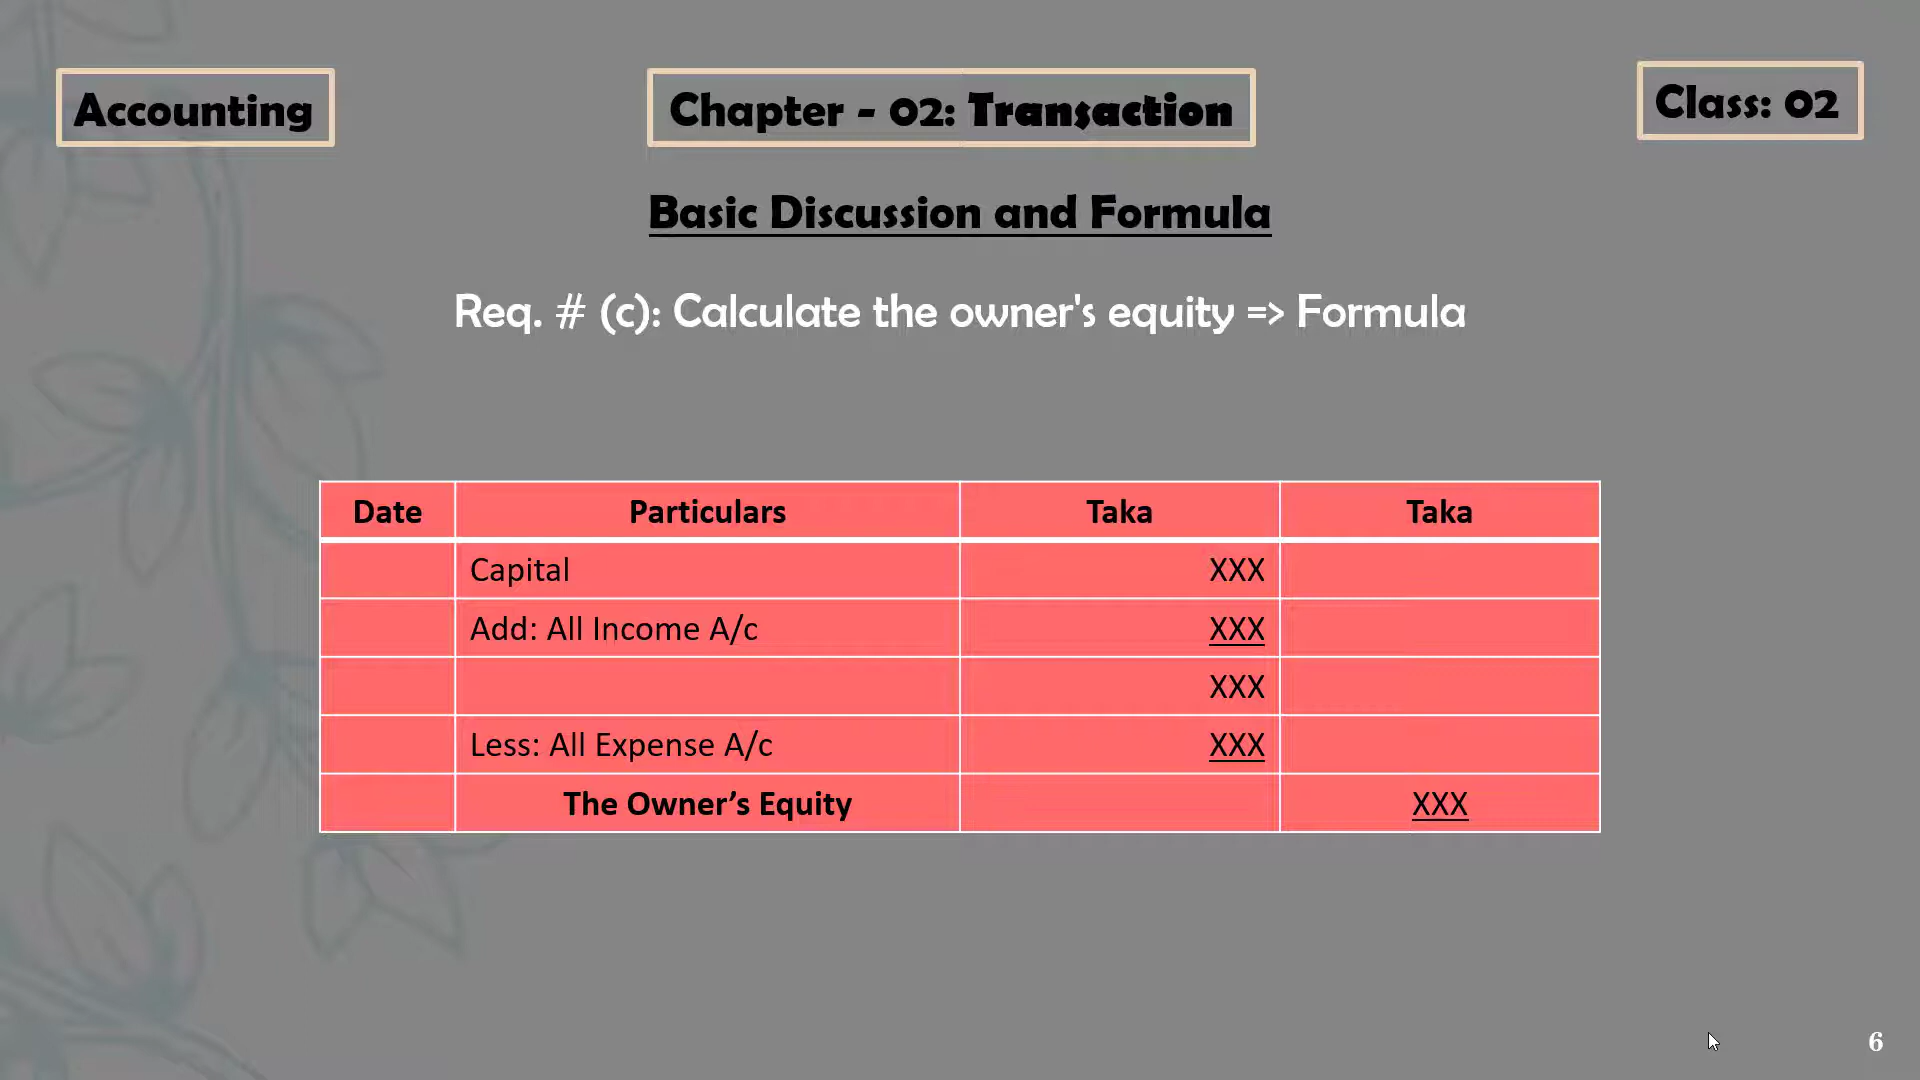 Accounting
Chapter - 02: Transaction
Class: 02
Basic Discussion and Formula
Req. # (c): Calculate the owner's equity => Formula
Date Particulars Taka Taka
Capital XXX
Add: All Income A/c XXX
XXX
Less: All Expense A/c XXX
The Owner’s Equity XXX
6